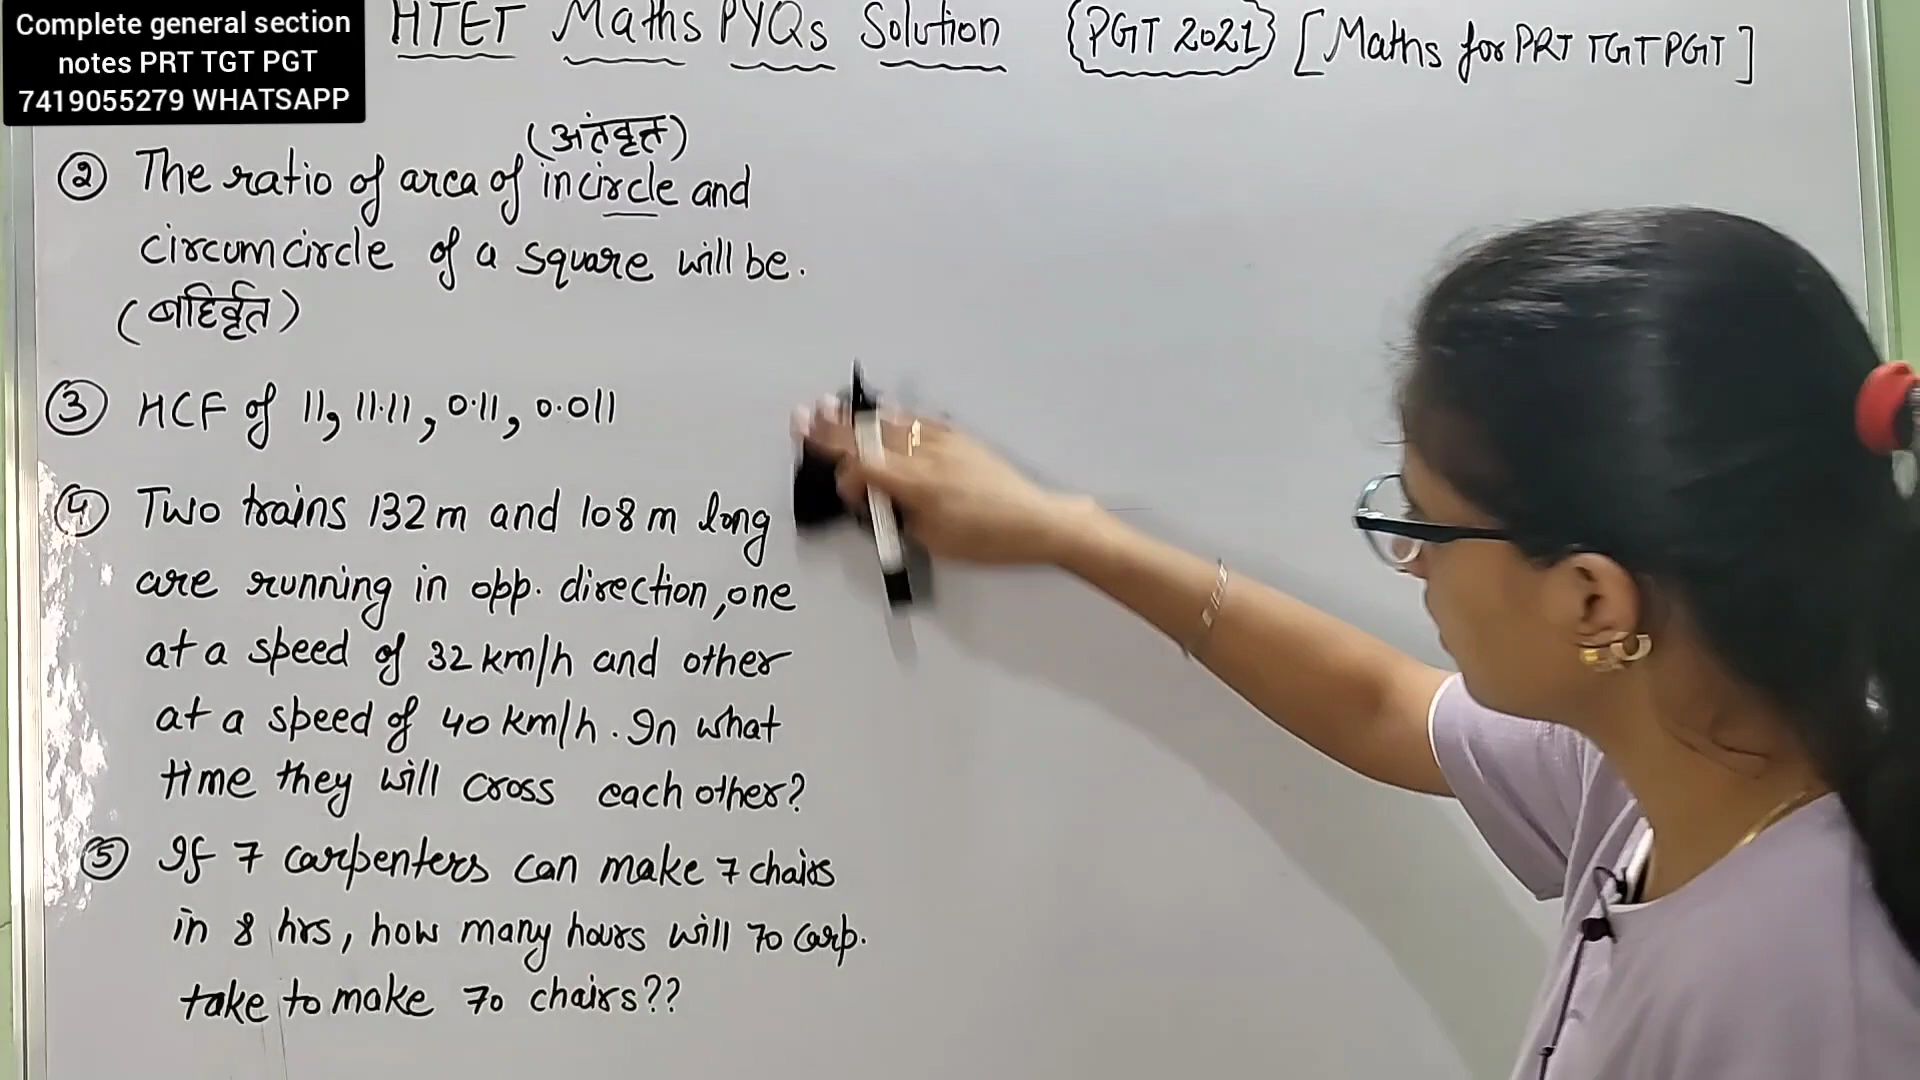 Complete general section
notes PRT TGT PGT
7419055279 WHATSAPP
HTET Maths PYQs Solution {PGT 2021} [Maths for PRT TGT PGT]
(अंतवृत्त)
② The ratio of area of incircle and
circumcircle of a square will be.
(बहिर्वृत)
③ HCF of 11, 11.11, 0.11, 0.011
④ Two trains 132 m and 108 m long
are running in opp. direction, one
at a speed of 32 km/h and other
at a speed of 40 km/h. In what
time they will cross each other?
⑤ If 7 carpenters can make 7 chairs
in 8 hrs, how many hours will 70 carp.
take to make 70 chairs??